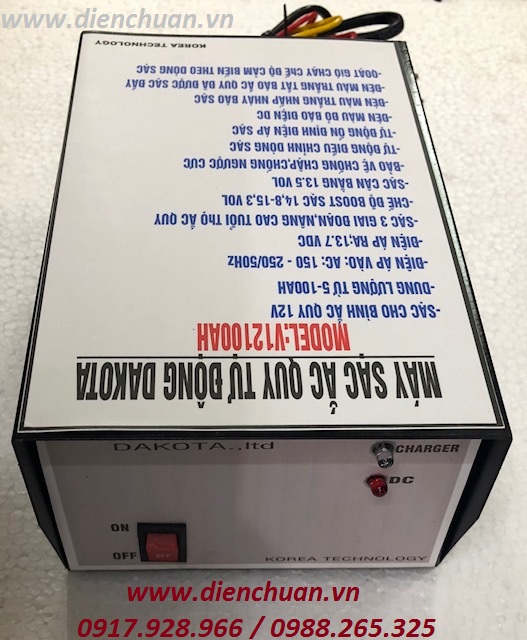 www.dienchuan.vn
MÁY SẠC ẮC QUY TỰ ĐỘNG DAKOTA
MODEL:V12100AH
-SẠC CHO BÌNH ẮC QUY 12V
-DUNG LƯỢNG TỪ 5-100AH
-ĐIỆN ÁP VÀO: AC: 150 - 250/50Hz
-ĐIỆN ÁP RA;13.7 VDC
-SẠC 3 GIAI ĐOẠN,NÂNG CAO TUỔI THỌ ẮC QUY
-CHẾ ĐỘ BOOST SẠC 14,8-15,3 VOL
-SẠC CÂN BẰNG 13.5 VOL
-BẢO VỆ CHỐNG CHẬP,CHỐNG NGƯỢC CỰC
-TỰ ĐỘNG ĐIỀU CHỈNH DÒNG SẠC
-TỰ ĐỘNG ỔN ĐỊNH ĐIỆN ÁP SẠC
-ĐÈN MÀU ĐỎ BÁO ĐIỆN DC
-ĐÈN MÀU TRẮNG NHẤP NHÁY BÁO SẠC
-ĐÈN MÀU TRẮNG TẮT BÁO ẮC QUY ĐÃ ĐƯỢC SẠC ĐẦY
-QUẠT GIÓ CHẠY CHẾ ĐỘ CẢM BIẾN THEO DÒNG SẠC
KOREA TECHNOLOGY
DAKOTA.,ltd
CHARGER
DC
ON
OFF
OFF
KOREA TECHNOLOGY
www.dienchuan.vn
0917.928.966 / 0988.265.325